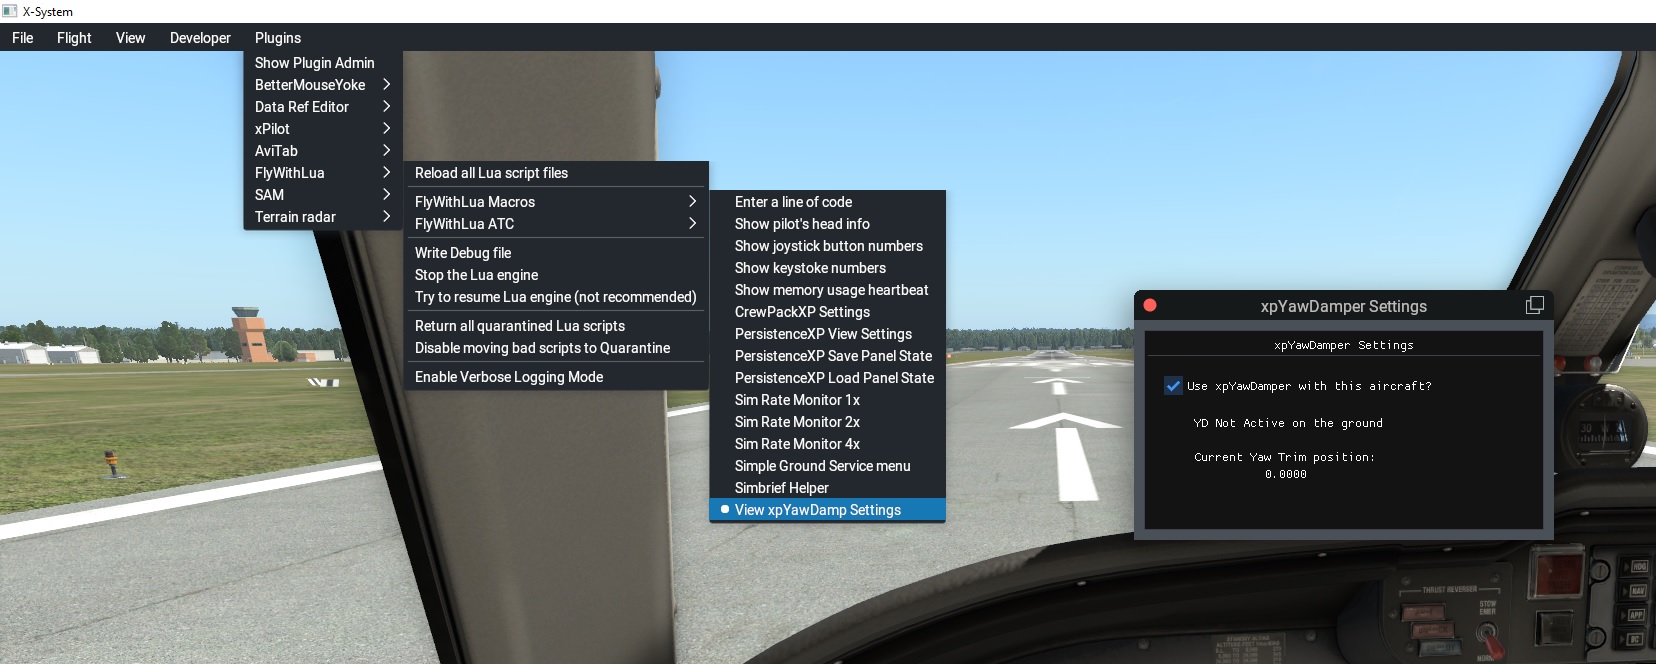 X-System
File Flight View Developer Plugins
Show Plugin Admin
BetterMouseYoke
Data Ref Editor
xPilot
AviTab
FlyWithLua
SAM
Terrain radar
Reload all Lua script files
FlyWithLua Macros
FlyWithLua ATC
Write Debug file
Stop the Lua engine
Try to resume Lua engine (not recommended)
Return all quarantined Lua scripts
Disable moving bad scripts to Quarantine
Enable Verbose Logging Mode
Enter a line of code
Show pilot's head info
Show joystick button numbers
Show keystoke numbers
Show memory usage heartbeat
CrewPackXP Settings
PersistenceXP View Settings
PersistenceXP Save Panel State
PersistenceXP Load Panel State
Sim Rate Monitor 1x
Sim Rate Monitor 2x
Sim Rate Monitor 4x
Simple Ground Service menu
Simbrief Helper
View xpYawDamp Settings
xpYawDamper Settings
xpYawDamper Settings
Use xpYawDamper with this aircraft?
YD Not Active on the ground
Current Yaw Trim position:
0.0000
THRUST REVERSER
STOW
HDG
NAV
APP
BC